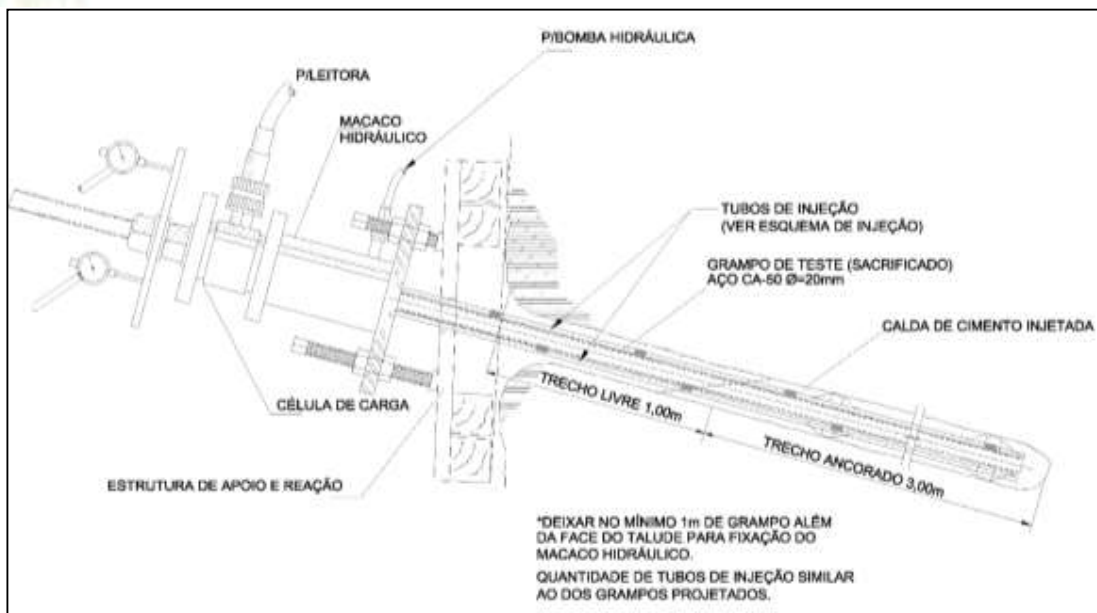 P/BOMBA HIDRÁULICA
P/LEITORA
MACACO
HIDRÁULICO
TUBOS DE INJEÇÃO
(VER ESQUEMA DE INJEÇÃO)
GRAMPO DE TESTE (SACRIFICADO)
AÇO CA-50 Ø=20mm
CALDA DE CIMENTO INJETADA
TRECHO LIVRE 1,00m
CÉLULA DE CARGA
TRECHO ANCORADO 3,00m
ESTRUTURA DE APOIO E REAÇÃO
*DEIXAR NO MÍNIMO 1m DE GRAMPO ALÉM
DA FACE DO TALUDE PARA FIXAÇÃO DO
MACACO HIDRÁULICO.
QUANTIDADE DE TUBOS DE INJEÇÃO SIMILAR
AO DOS GRAMPOS PROJETADOS.